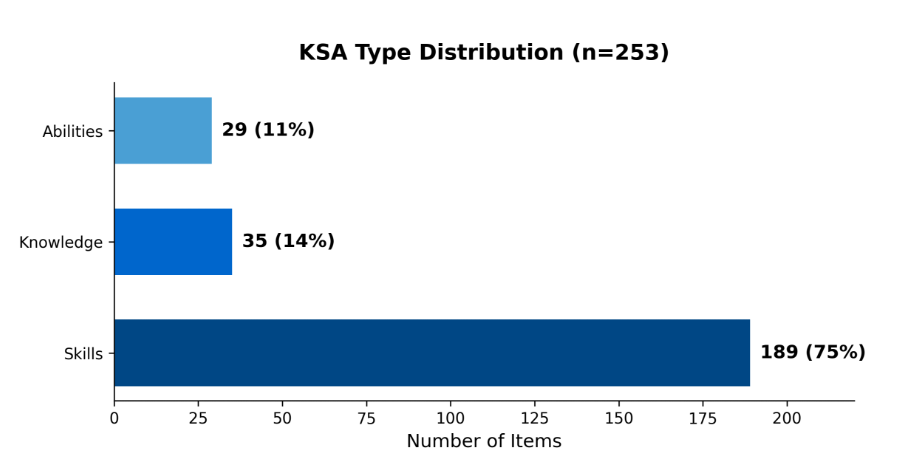 KSA Type Distribution (n=253)
Abilities
29 (11%)
Knowledge
35 (14%)
Skills
189 (75%)
0 25 50 75 100 125 150 175 200
Number of Items